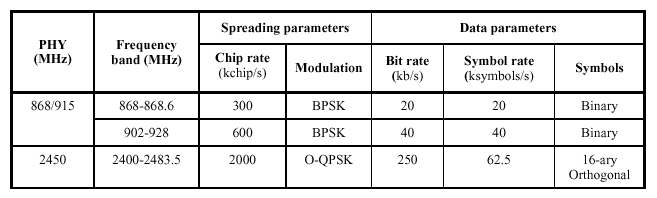 Spreading parameters Data parameters
PHY (MHz) Frequency band (MHz) Chip rate (kchip/s) Modulation Bit rate (kb/s) Symbol rate (ksymbols/s) Symbols
868/915 868-868.6 300 BPSK 20 20 Binary
902-928 600 BPSK 40 40 Binary
2450 2400-2483.5 2000 O-QPSK 250 62.5 16-ary Orthogonal